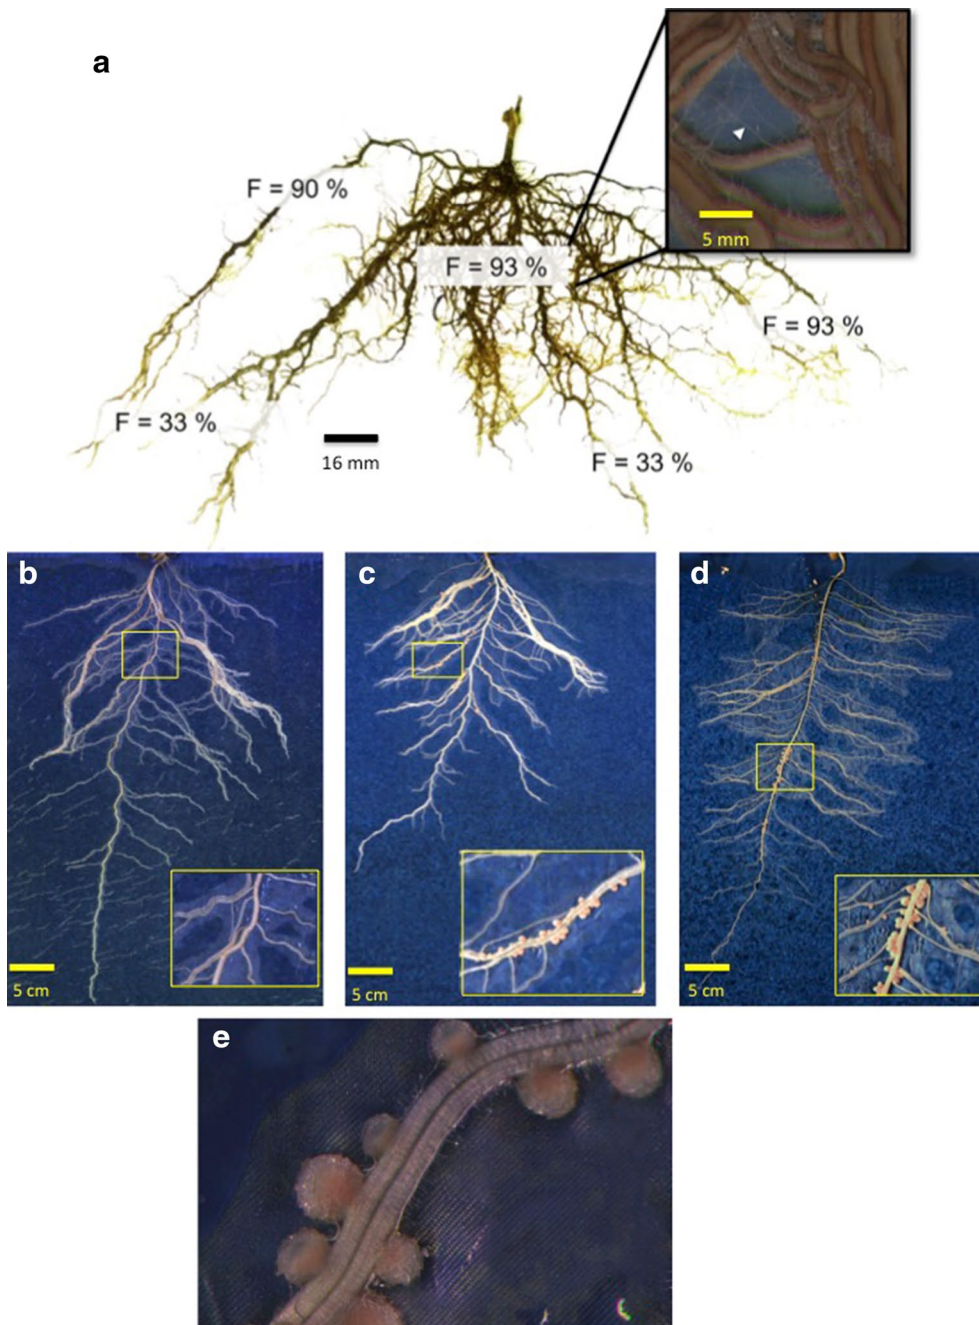 a
F = 90 %
5 mm
F = 93 %
F = 93 %
F = 33 %
16 mm
F = 33 %
b
c
d
5 cm
5 cm
5 cm
e